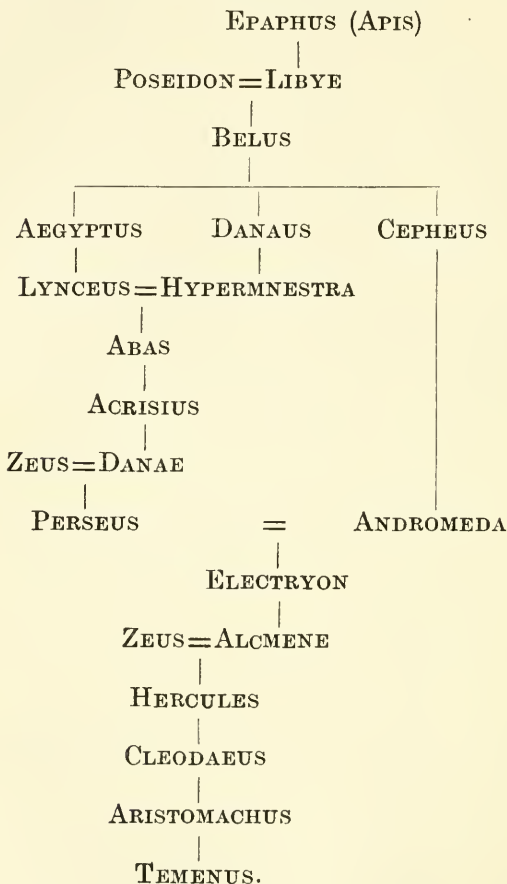 EPAPHUS (APIS)
POSEIDON=LIBYE
BELUS
AEGYPTUS DANAUS CEPHEUS
LYNCEUS=HYPERMNESTRA
ABAS
ACRISIUS
ZEUS=DANAE
PERSEUS = ANDROMEDA
ELECTRYON
ZEUS=ALCMENE
HERCULES
CLEODAEUS
ARISTOMACHUS
TEMENUS.